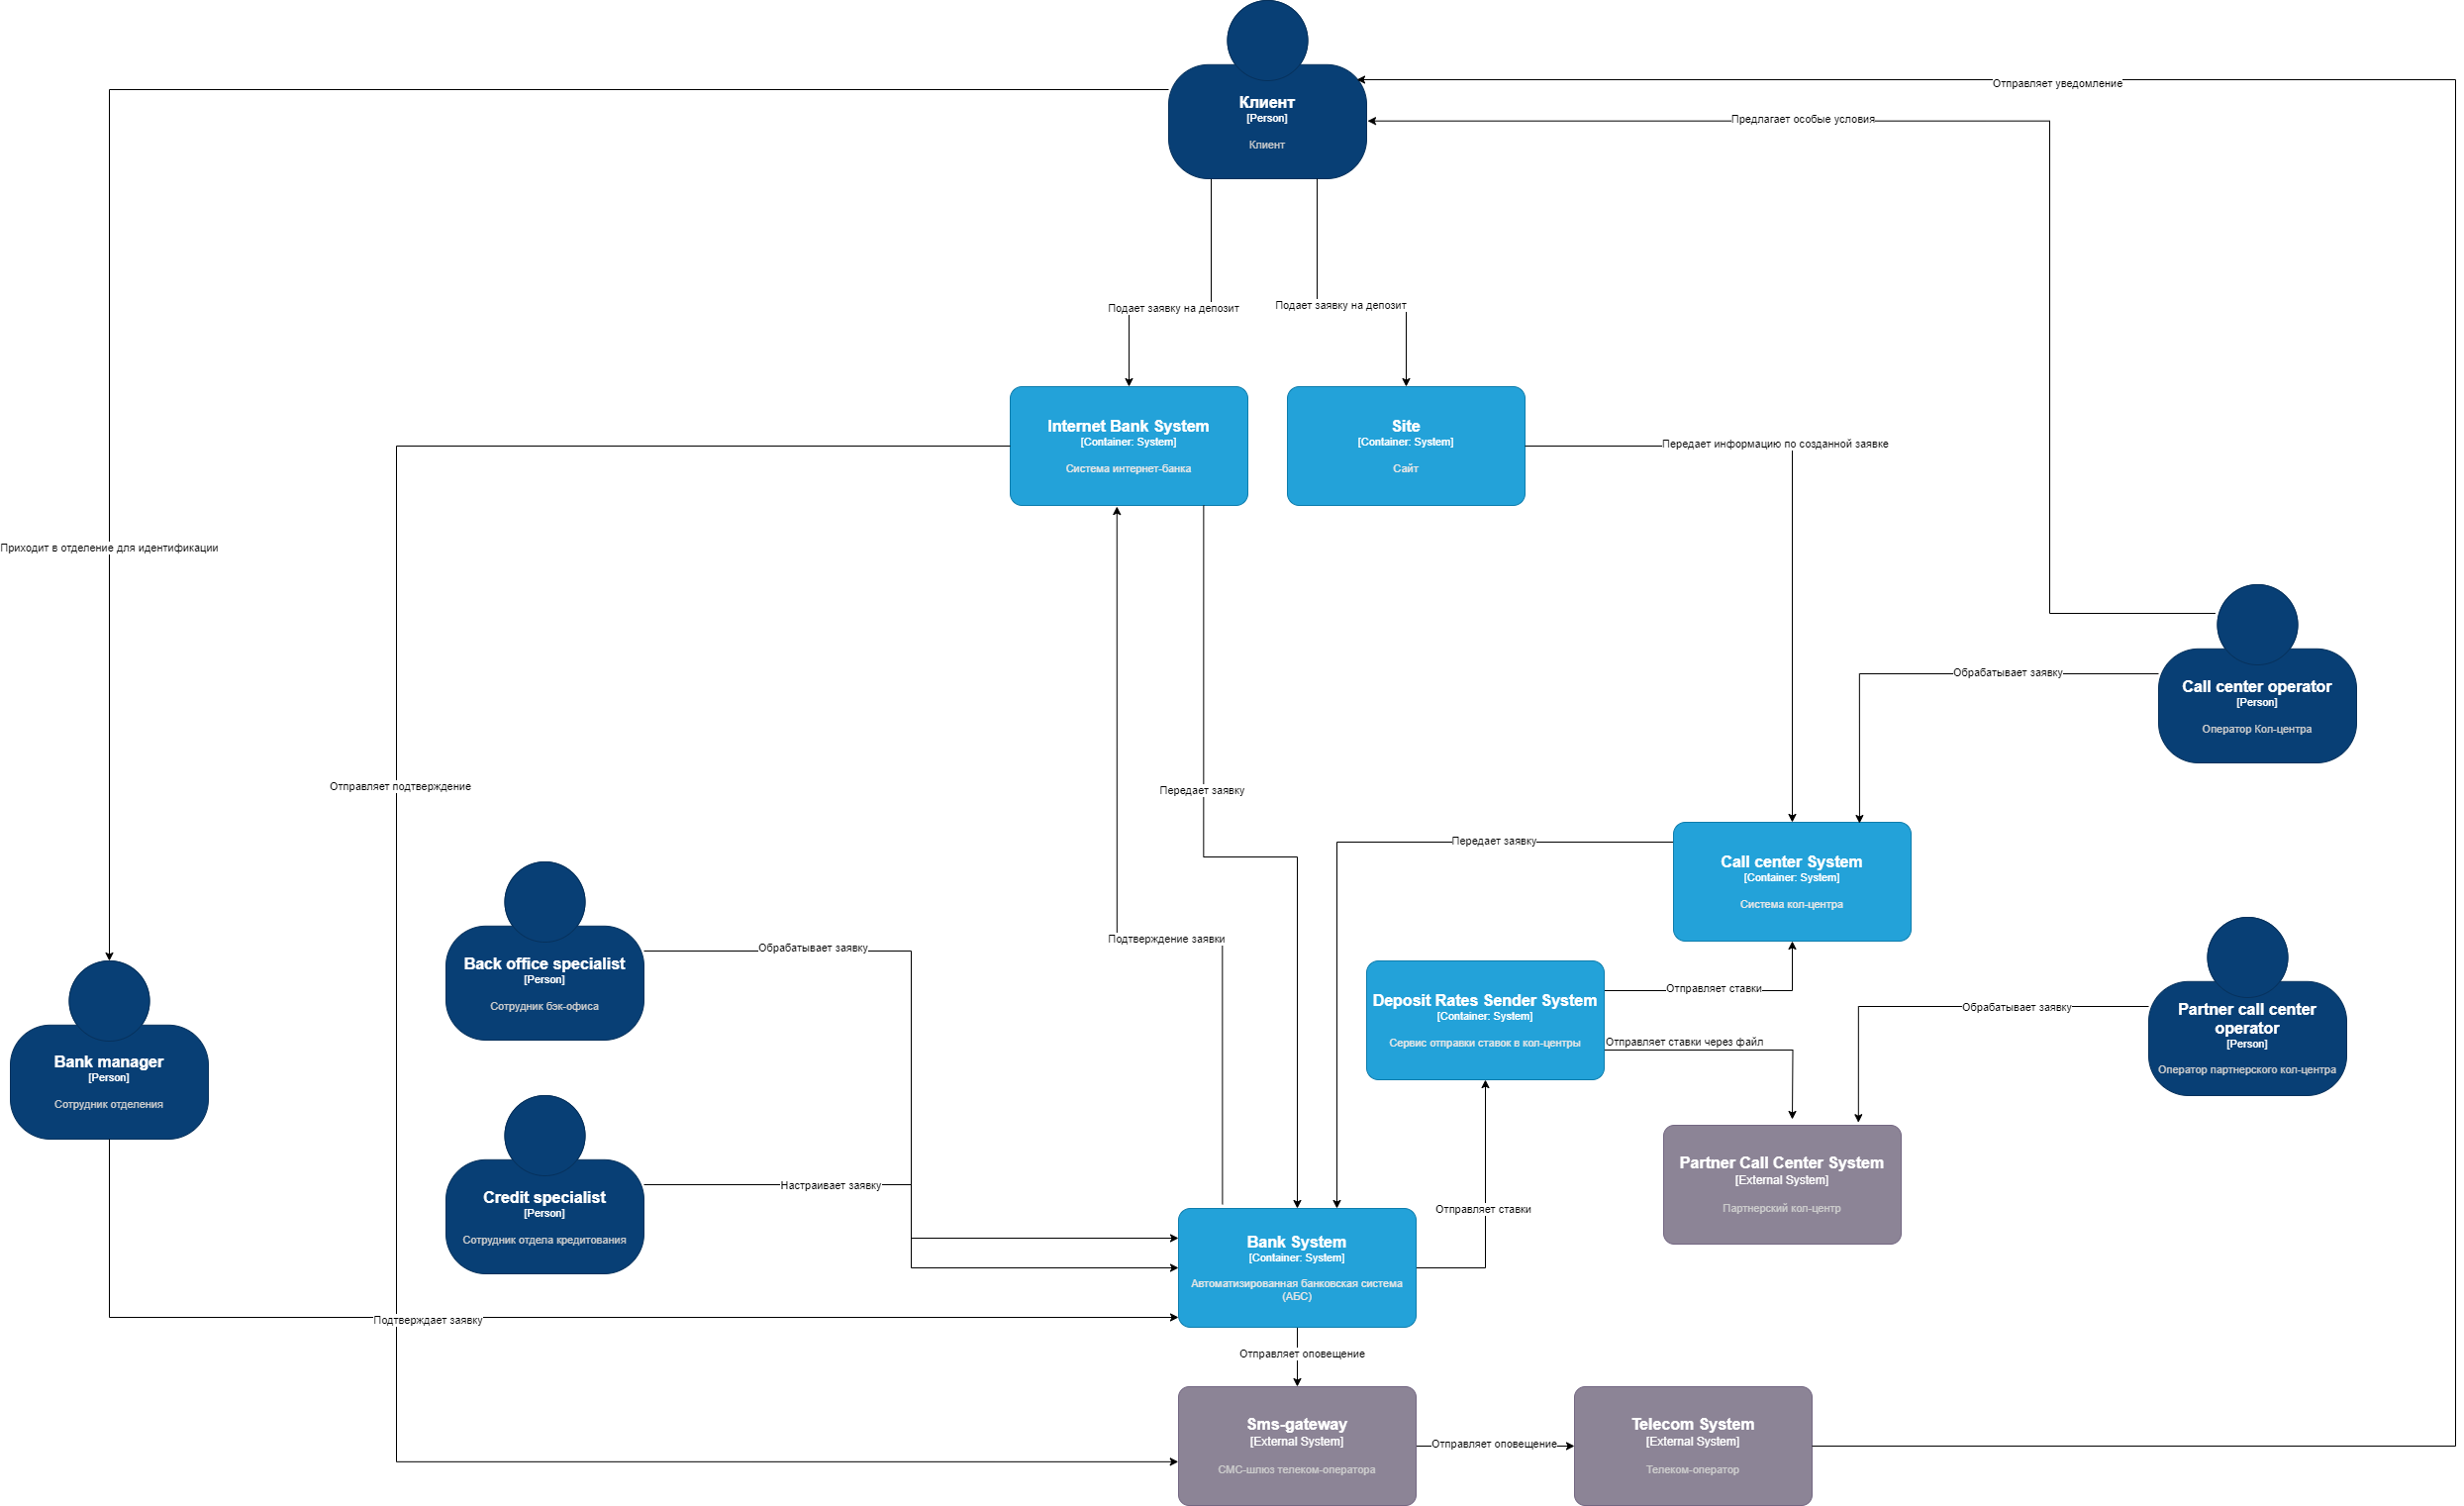 Клиент
[Person]
Клиент
Отправляет уведомление
Предлагает особые условия
Подает заявку на депозит
Подает заявку на депозит
Internet Bank System
[Container: System]
Система интернет-банка
Site
[Container: System]
Сайт
Передает информацию по созданной заявке
Приходит в отделение для идентификации
Обрабатывает заявку
Call center operator
[Person]
Оператор Кол-центра
Отправляет подтверждение
Передает заявку
Передает заявку
Call center System
[Container: System]
Система кол-центра
Back office specialist
[Person]
Сотрудник бэк-офиса
Обрабатывает заявку
Подтверждение заявки
Deposit Rates Sender System
[Container: System]
Сервис отправки ставок в кол-центры
Отправляет ставки
Отправляет ставки через файл
Обрабатывает заявку
Partner call center
operator
[Person]
Оператор партнерского кол-центра
Bank manager
[Person]
Сотрудник отделения
Credit specialist
[Person]
Сотрудник отдела кредитования
Настраивает заявку
Отправляет ставки
Partner Call Center System
[External System]
Партнерский кол-центр
Bank System
[Container: System]
Автоматизированная банковская система
(АБС)
Подтверждает заявку
Отправляет оповещение
Sms-gateway
[External System]
СМС-шлюз телеком-оператора
Отправляет оповещение
Telecom System
[External System]
Телеком-оператор